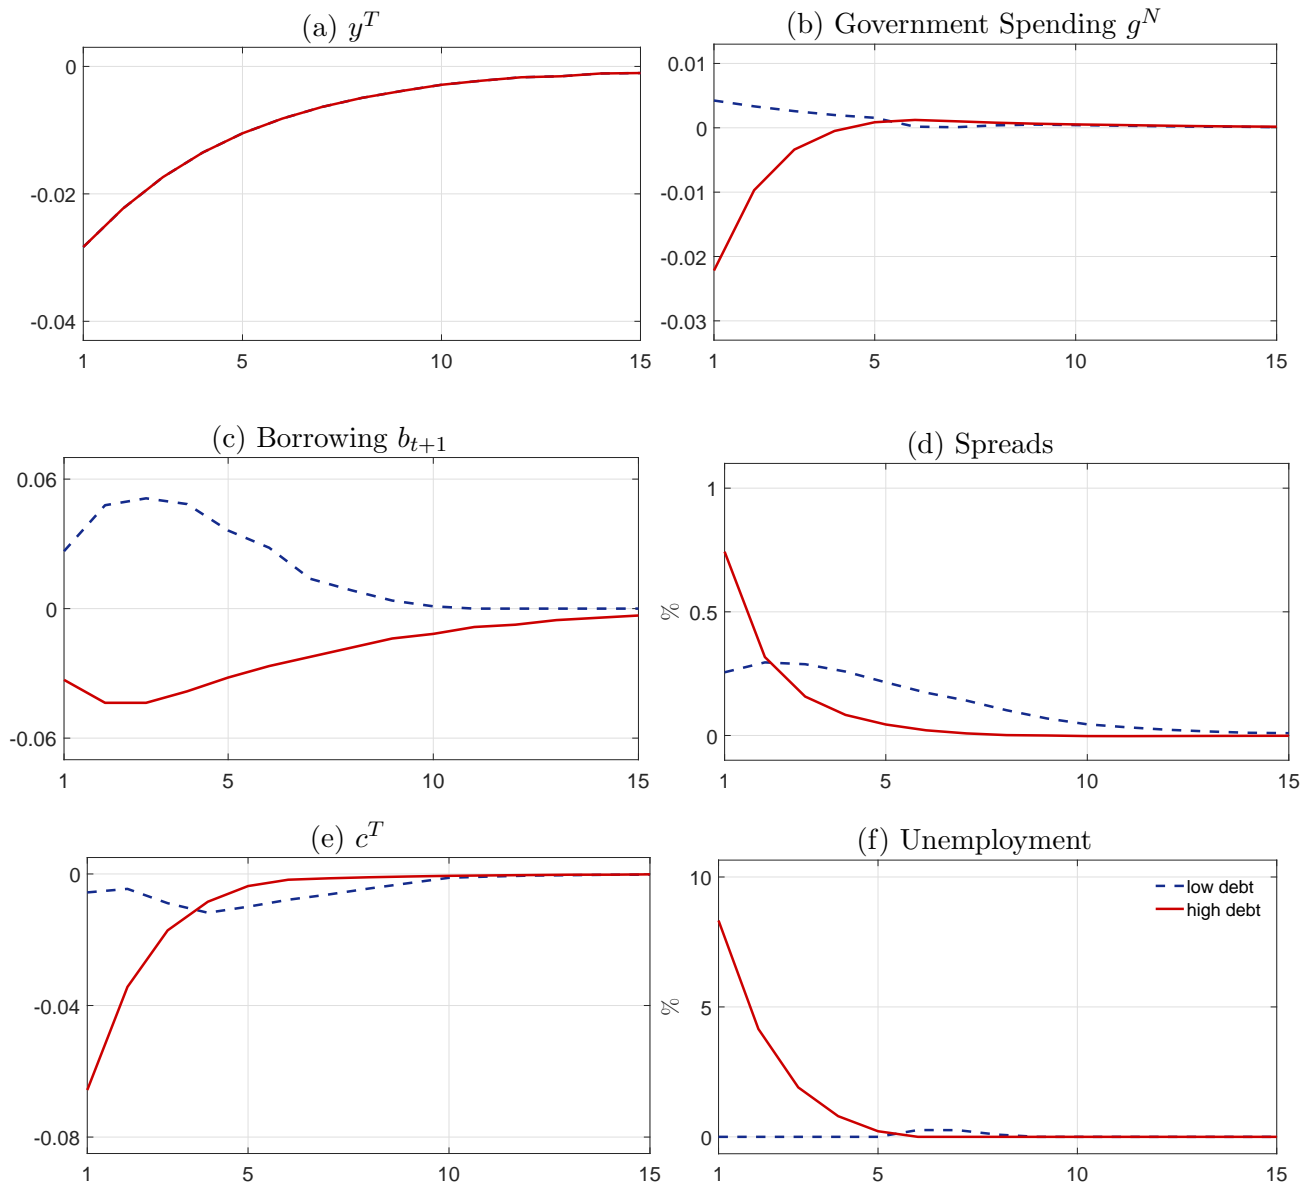 (a) y^T
0
-0.02
-0.04
1 5 10 15
(b) Government Spending g^N
0.01
0
-0.01
-0.02
-0.03
1 5 10 15
(c) Borrowing b_{t+1}
0.06
0
-0.06
1 5 10 15
(d) Spreads
%
1
0.5
0
1 5 10 15
(e) c^T
0
-0.04
-0.08
1 5 10 15
(f) Unemployment
%
10
5
0
1 5 10 15
low debt
high debt